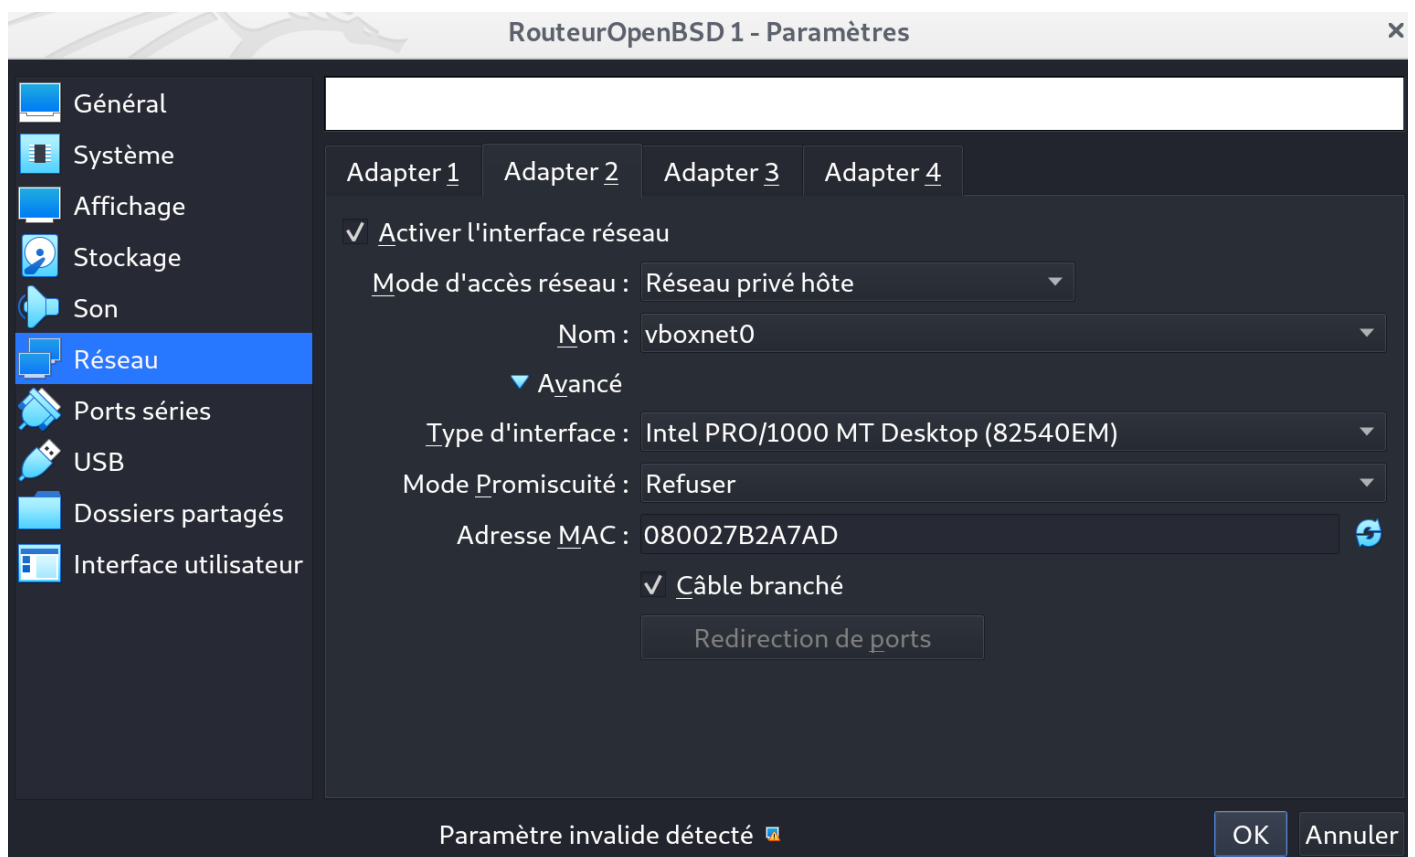 RouteurOpenBSD 1 - Paramètres
Général
Système
Affichage
Stockage
Son
Réseau
Ports séries
USB
Dossiers partagés
Interface utilisateur
Adapter 1 Adapter 2 Adapter 3 Adapter 4
Activer l'interface réseau
Mode d'accès réseau : Réseau privé hôte
Nom : vboxnet0
Avancé
Type d'interface : Intel PRO/1000 MT Desktop (82540EM)
Mode Promiscuité : Refuser
Adresse MAC : 080027B2A7AD
Câble branché
Redirection de ports
Paramètre invalide détecté
OK Annuler